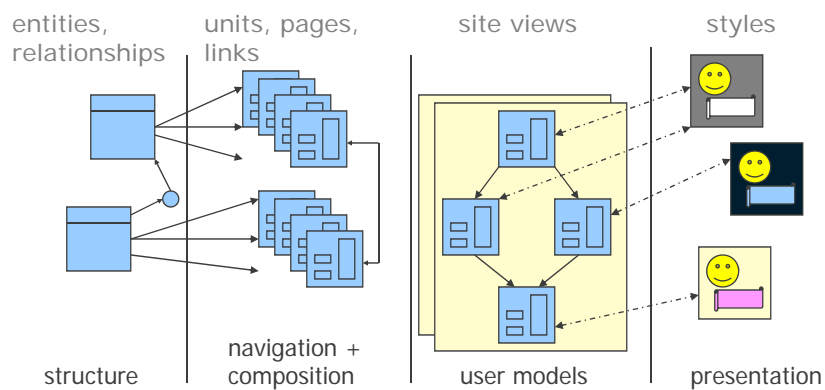 entities,
relationships
units, pages,
links
site views
styles
structure
navigation +
composition
user models
presentation